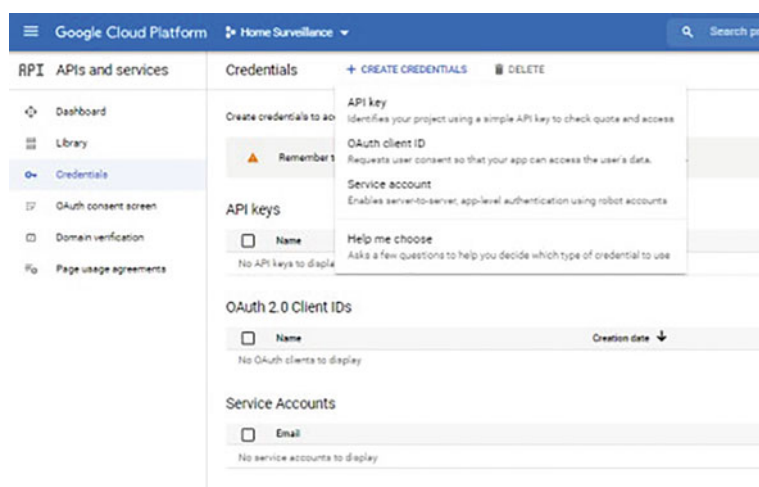 Google Cloud Platform Home Surveillance Search p
API APIs and services Credentials + CREATE CREDENTIALS DELETE
Dashboard
Library
Credentials
OAuth consent screen
Domain verification
Page usage agreements
Create credentials to ac
Remember t
API key
Identifies your project using a simple API key to check quota and access
OAuth client ID
Requests user consent so that your app can access the user's data.
Service account
Enables server-to-server, app-level authentication using robot accounts
Help me choose
Asks a few questions to help you decide which type of credential to use
API keys
Name
No API keys to displa
OAuth 2.0 Client IDs
Name Creation date
No OAuth clients to display
Service Accounts
Email
No service accounts to display